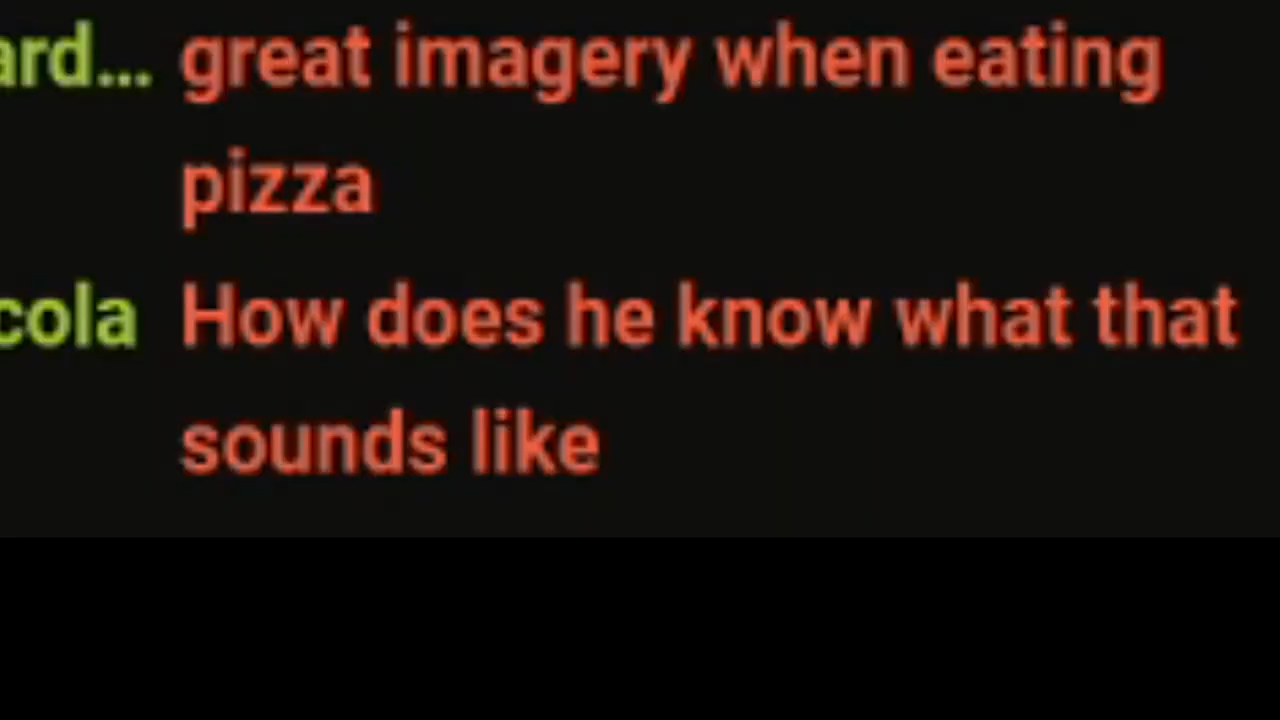 ard... great imagery when eating
pizza
cola How does he know what that
sounds like